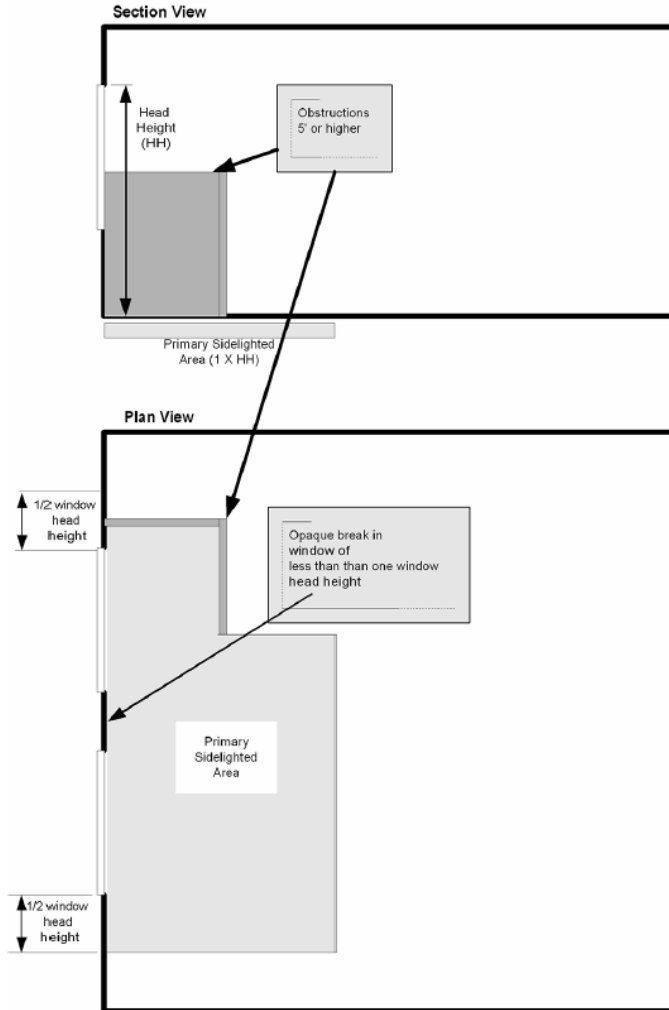 Section View
Head
Height
(HH)
Obstructions
5' or higher
Primary Sidelighted
Area (1 X HH)
Plan View
1/2 window
head
height
Opaque break in
window of
less than than one window
head height
Primary
Sidelighted
Area
1/2 window
head
height